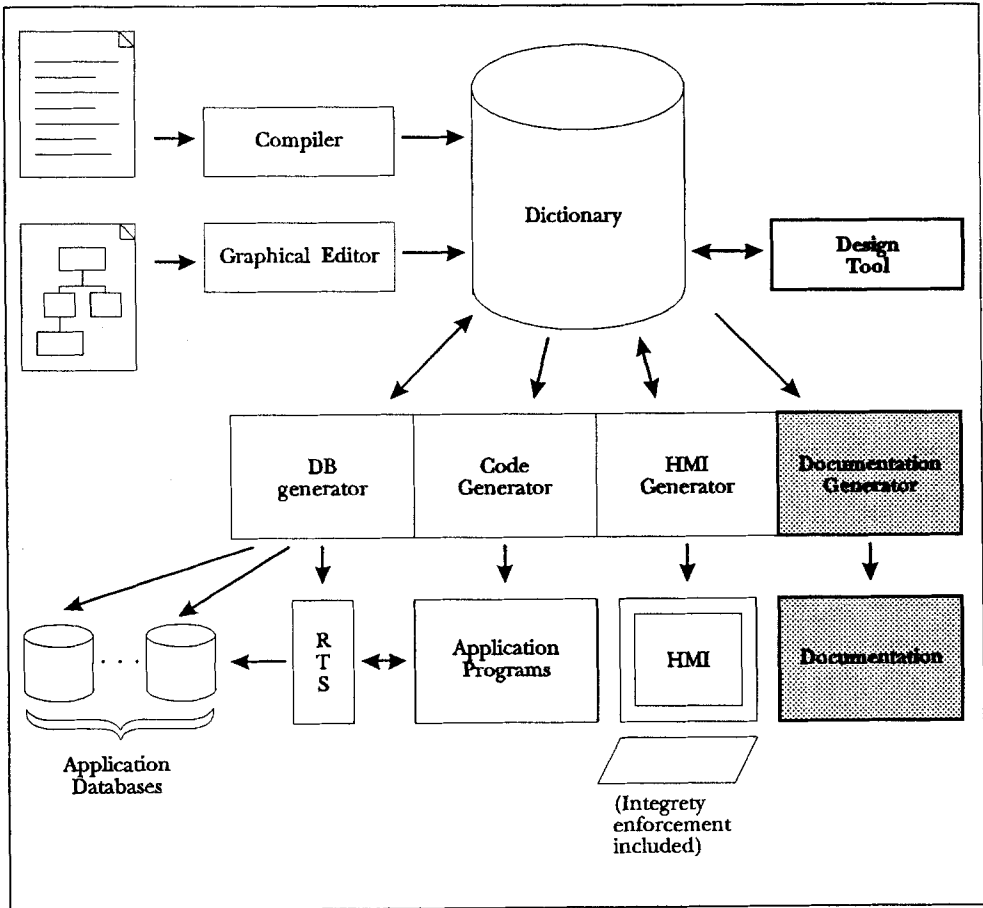 Compiler
Dictionary
Graphical Editor
Design
Tool
DB
generator
Code
Generator
HMI
Generator
Documentation
Generator
R
T
S
Application
Programs
HMI
Documentation
. . .
Application
Databases
(Integrety
enforcement
included)